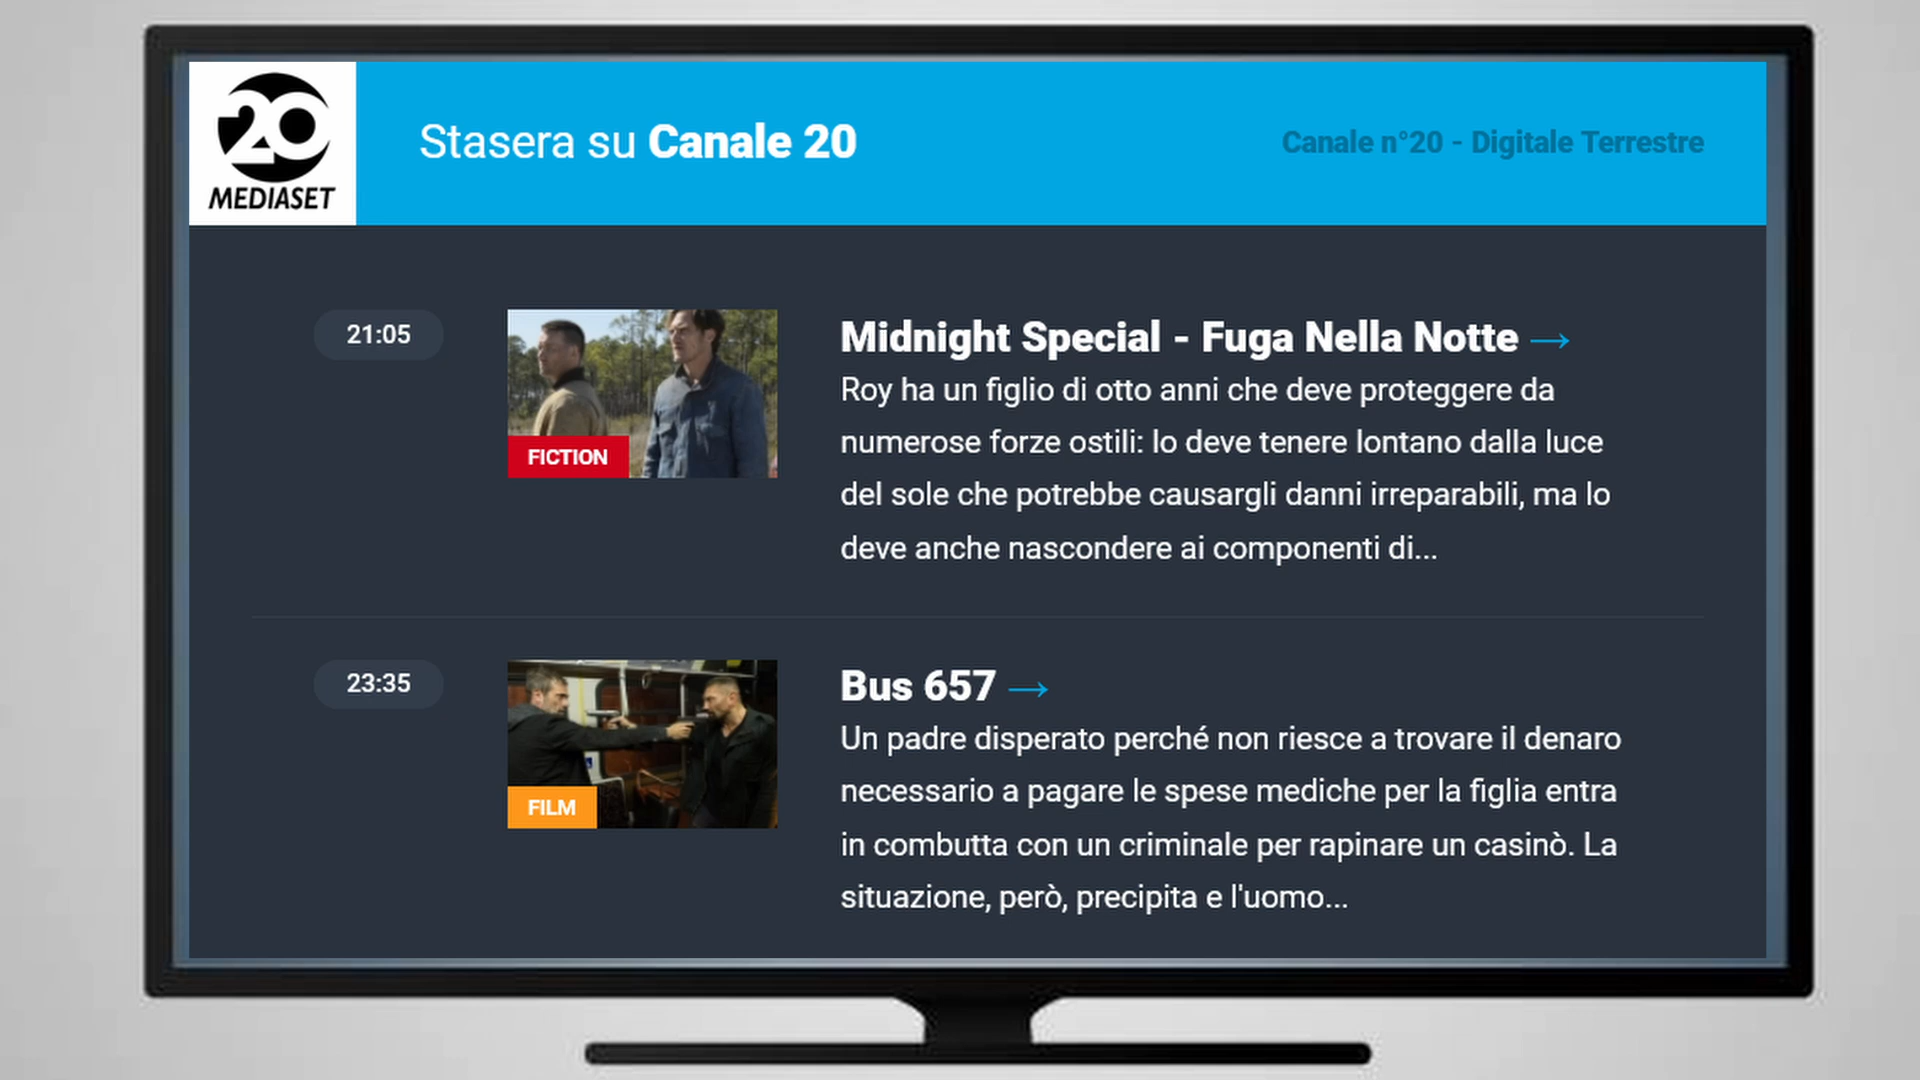 20
MEDIASET
Stasera su Canale 20
Canale n°20 - Digitale Terrestre
21:05
FICTION
Midnight Special - Fuga Nella Notte →
Roy ha un figlio di otto anni che deve proteggere da
numerose forze ostili: lo deve tenere lontano dalla luce
del sole che potrebbe causargli danni irreparabili, ma lo
deve anche nascondere ai componenti di...
23:35
FILM
Bus 657 →
Un padre disperato perché non riesce a trovare il denaro
necessario a pagare le spese mediche per la figlia entra
in combutta con un criminale per rapinare un casinò. La
situazione, però, precipita e l'uomo...